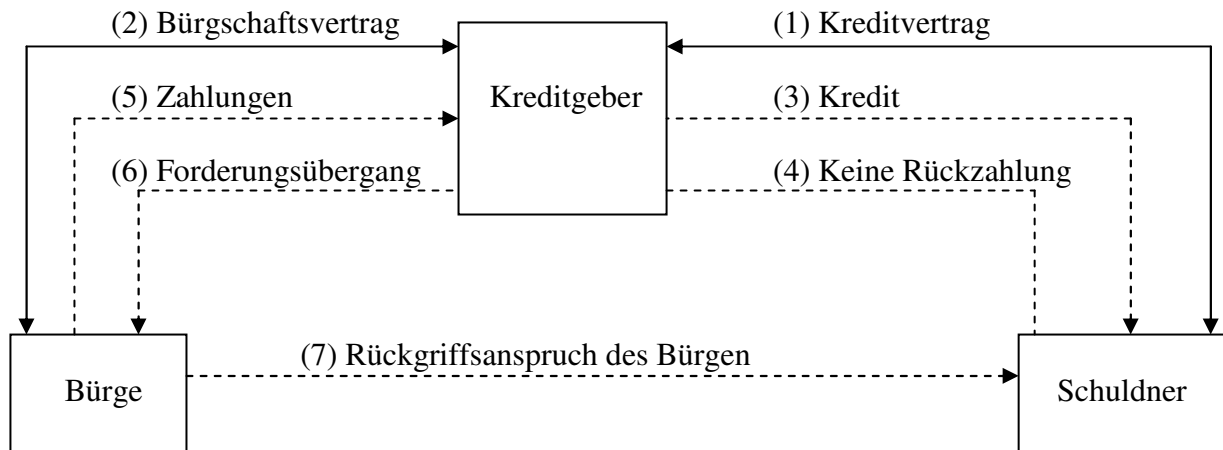 (2) Bürgschaftsvertrag
(1) Kreditvertrag
(5) Zahlungen
Kreditgeber
(3) Kredit
(6) Forderungsübergang
(4) Keine Rückzahlung
(7) Rückgriffsanspruch des Bürgen
Bürge
Schuldner